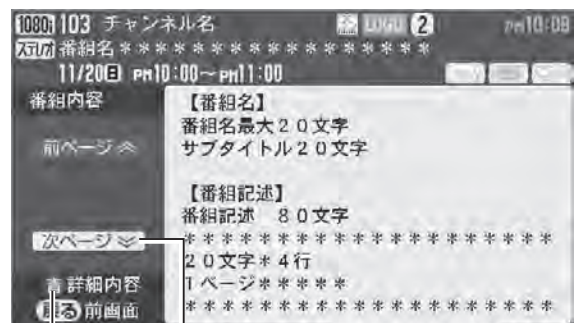 1080i 103 チャンネル名 LOGO 2 PM10:08
ステレオ 番組名＊＊＊＊＊＊＊＊＊＊＊＊＊＊＊＊＊
11/20日 PM10:00～PM11:00
番組内容
前ページ
次ページ
青 詳細内容
戻る 前画面
【番組名】
番組名最大２０文字
サブタイトル２０文字
【番組記述】
番組記述　８０文字
＊＊＊＊＊＊＊＊＊＊＊＊＊＊＊＊＊＊＊＊
２０文字＊４行
１ページ＊＊＊＊＊
＊＊＊＊＊＊＊＊＊＊＊＊＊＊＊＊＊＊＊＊